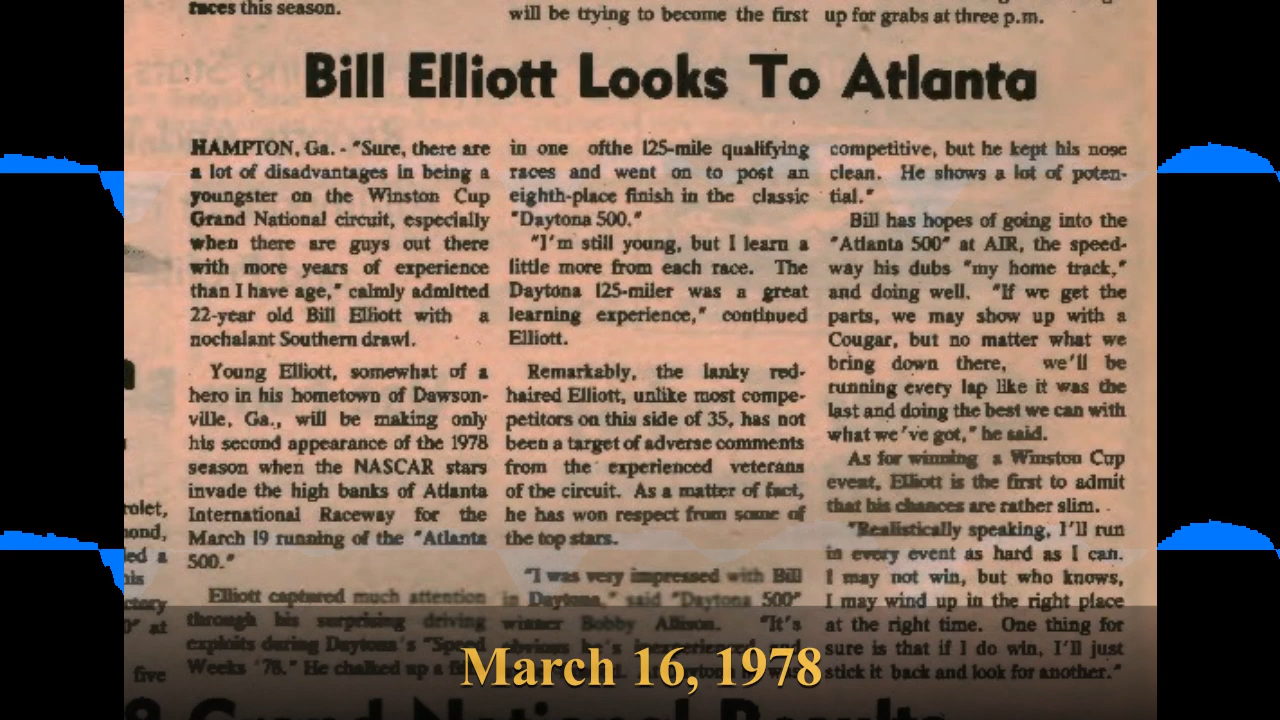 races this season.
will be trying to become the first
up for grabs at three p.m.
Bill Elliott Looks To Atlanta
HAMPTON, Ga. - "Sure, there are
a lot of disadvantages in being a
youngster on the Winston Cup
Grand National circuit, especially
when there are guys out there
with more years of experience
than I have age," calmly admitted
22-year old Bill Elliott with a
nochalant Southern drawl.
Young Elliott, somewhat of a
hero in his hometown of Dawson-
ville, Ga., will be making only
his second appearance of the 1978
season when the NASCAR stars
invade the high banks of Atlanta
International Raceway for the
March 19 running of the "Atlanta
500."
Elliott captured much attention
through his surprising driving
exploits during Daytona's "Speed
Weeks '78." He chalked up a
in one ofthe 125-mile qualifying
races and went on to post an
eighth-place finish in the classic
"Daytona 500."
"I'm still young, but I learn a
little more from each race. The
Daytona 125-miler was a great
learning experience," continued
Elliott.
Remarkably, the lanky red-
haired Elliott, unlike most compe-
petitors on this side of 35, has not
been a target of adverse comments
from the experienced veterans
of the circuit. As a matter of fact,
he has won respect from some of
the top stars.
"I was very impressed with Bill
in Daytona," said "Daytona 500"
winner Bobby Allison. "It's
obvious he's inexperienced and
competitive, but he kept his nose
clean. He shows a lot of poten-
tial."
Bill has hopes of going into the
"Atlanta 500" at AIR, the speed-
way his dubs "my home track,"
and doing well. "If we get the
parts, we may show up with a
Cougar, but no matter what we
bring down there, we'll be
running every lap like it was the
last and doing the best we can with
what we've got," he said.
As for winning a Winston Cup
event, Elliott is the first to admit
that his chances are rather slim.
"Realistically speaking, I'll run
in every event as hard as I can.
I may not win, but who knows,
I may wind up in the right place
at the right time. One thing for
sure is that if I do win, I'll just
stick it back and look for another."
five
March 16, 1978
Grand National Results